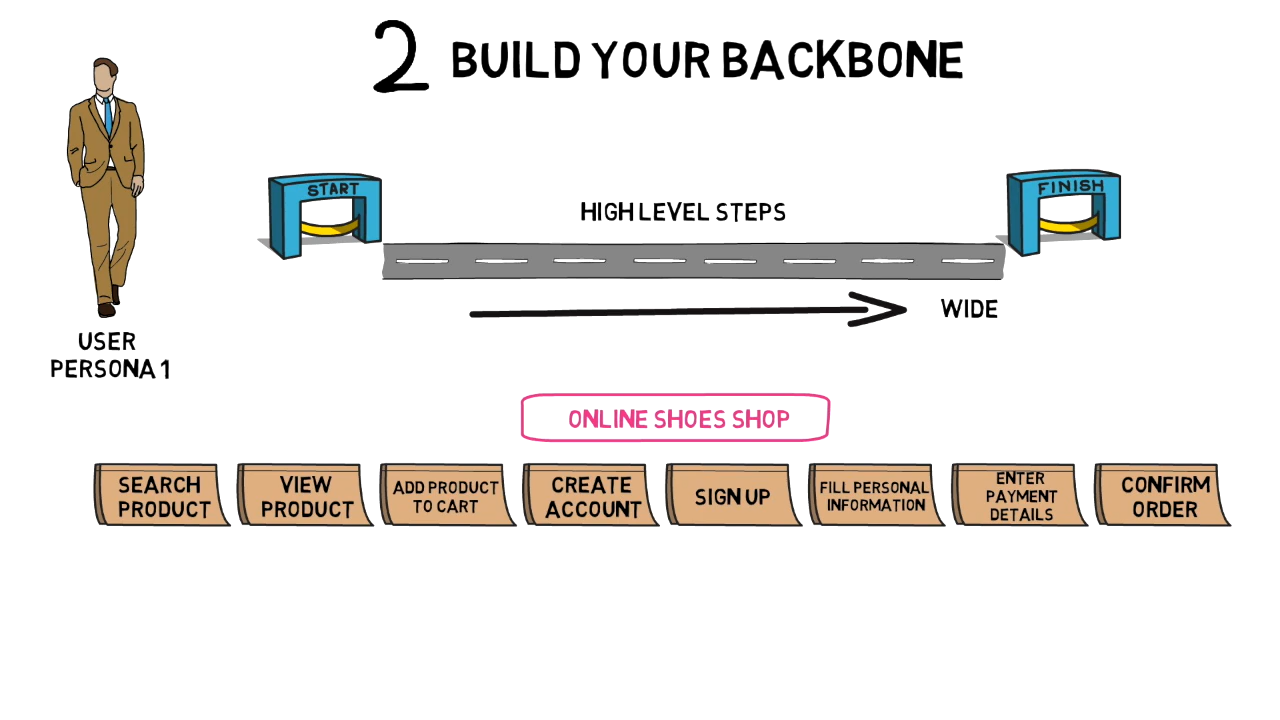 2 BUILD YOUR BACKBONE
START
FINISH
HIGH LEVEL STEPS
WIDE
USER
PERSONA 1
ONLINE SHOES SHOP
SEARCH
PRODUCT
VIEW
PRODUCT
ADD PRODUCT
TO CART
CREATE
ACCOUNT
SIGN UP
FILL PERSONAL
INFORMATION
ENTER
PAYMENT
DETAILS
CONFIRM
ORDER